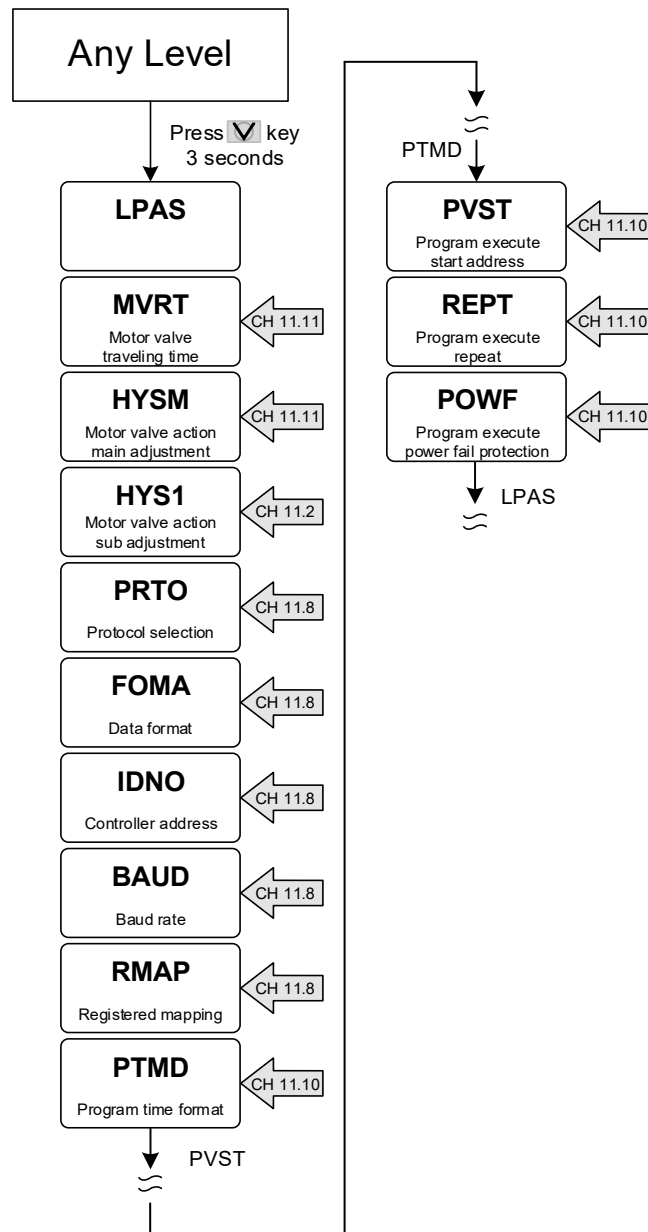 Any Level
Press key
3 seconds
LPAS
MVRT
Motor valve
traveling time
CH 11.11
HYSM
Motor valve action
main adjustment
CH 11.11
HYS1
Motor valve action
sub adjustment
CH 11.2
PRTO
Protocol selection
CH 11.8
FOMA
Data format
CH 11.8
IDNO
Controller address
CH 11.8
BAUD
Baud rate
CH 11.8
RMAP
Registered mapping
CH 11.8
PTMD
Program time format
CH 11.10
PVST
PTMD
PVST
Program execute
start address
CH 11.10
REPT
Program execute
repeat
CH 11.10
POWF
Program execute
power fail protection
CH 11.10
LPAS